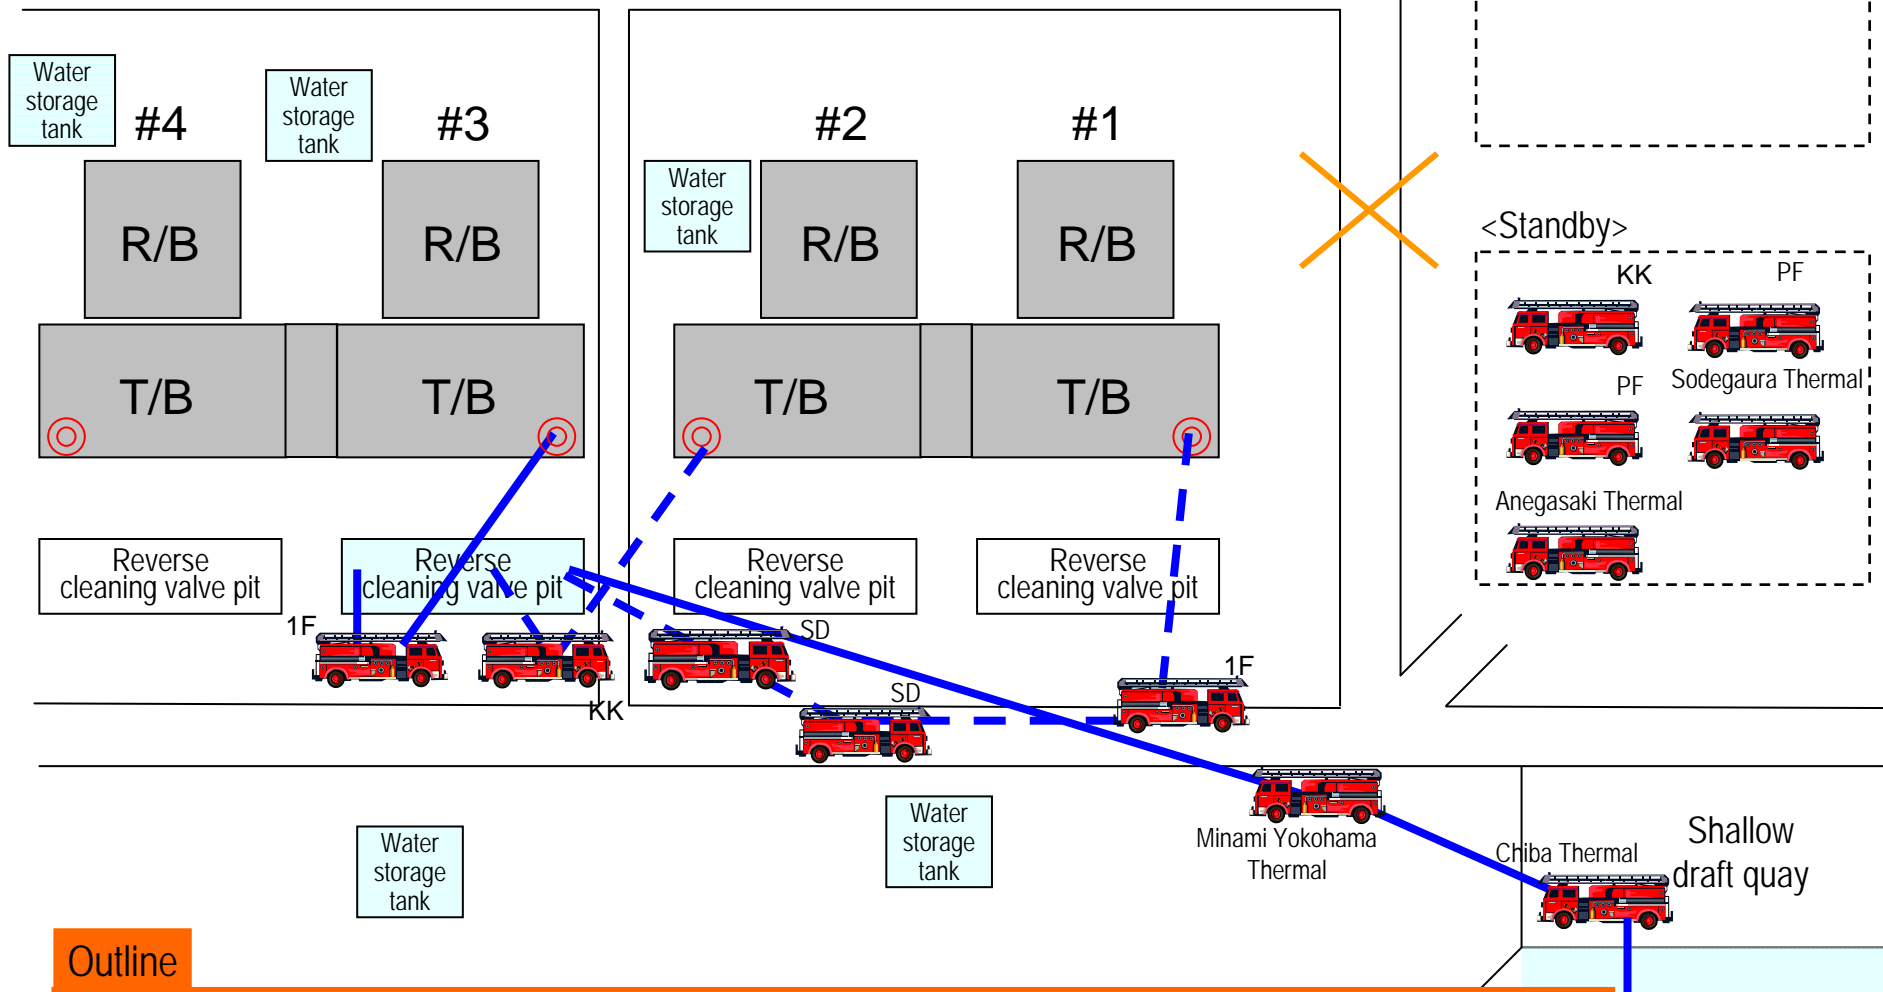 Water
storage
tank
#4
Water
storage
tank
#3
#2
#1
Water
storage
tank
R/B
R/B
R/B
R/B
T/B
T/B
T/B
T/B
<Standby>
KK
PF
PF
Sodegaura Thermal
Anegasaki Thermal
Reverse
cleaning valve pit
Reverse
cleaning valve pit
Reverse
cleaning valve pit
Reverse
cleaning valve pit
1F
KK
SD
SD
1F
Minami Yokohama
Thermal
Chiba Thermal
Shallow
draft quay
Water
storage
tank
Water
storage
tank
Outline